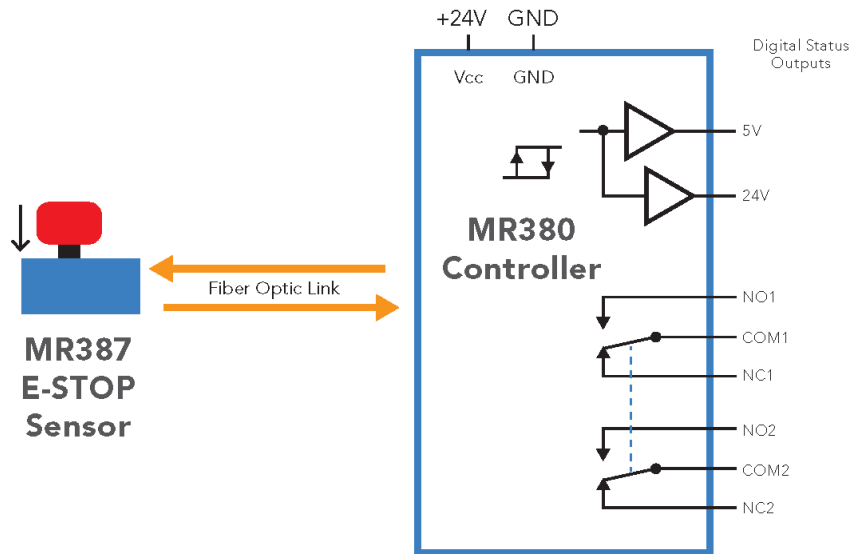 +24V GND
Digital Status
Outputs
Vcc GND
5V
24V
MR380
Controller
Fiber Optic Link
MR387
E-STOP
Sensor
NO1
COM1
NC1
NO2
COM2
NC2